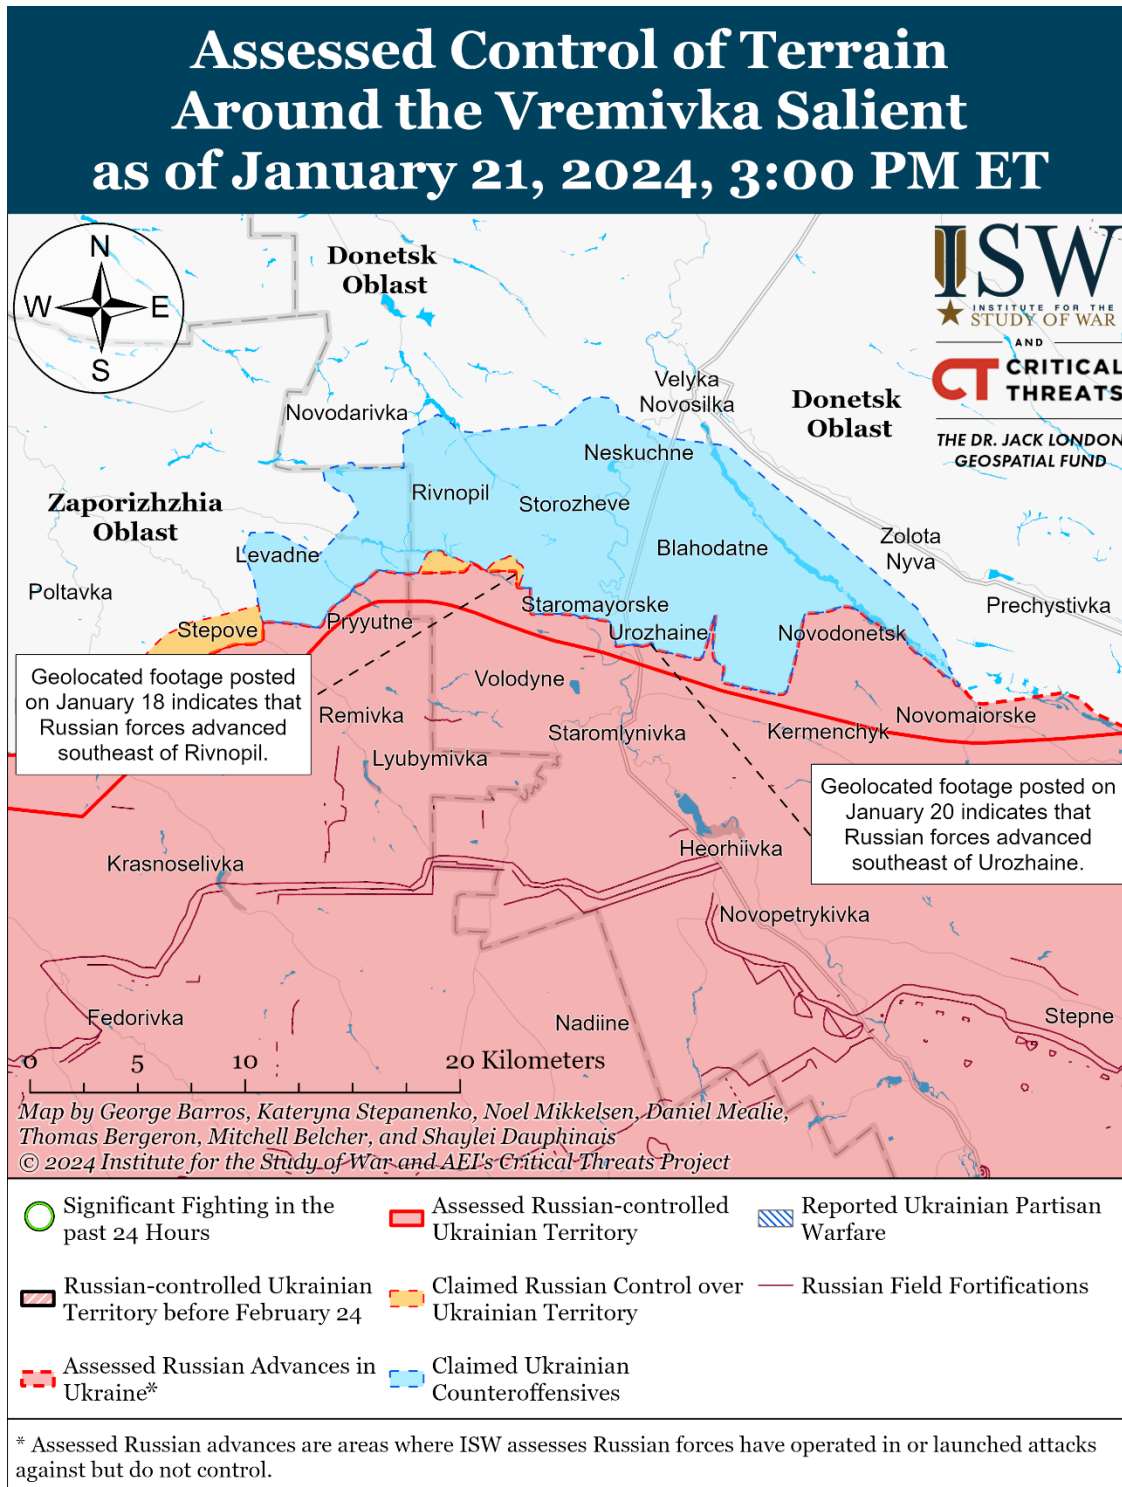 Assessed Control of Terrain
Around the Vremivka Salient
as of January 21, 2024, 3:00 PM ET
N
W
E
S
Donetsk
Oblast
ISW
INSTITUTE FOR THE
STUDY OF WAR
AND
CT CRITICAL
THREATS
THE DR. JACK LONDON
GEOSPATIAL FUND
Velyka
Novosilka
Donetsk
Oblast
Novodarivka
Neskuchne
Rivnopil
Storozheve
Zaporizhzhia
Oblast
Levadne
Blahodatne
Zolota
Nyva
Poltavka
Staromayorske
Prechystivka
Pryyutne
Stepove
Urozhaine
Novodonetsk
Geolocated footage posted
on January 18 indicates that
Russian forces advanced
southeast of Rivnopil.
Volodyne
Remivka
Staromlynivka
Kermenchyk
Novomaiorske
Lyubymivka
Geolocated footage posted on
January 20 indicates that
Russian forces advanced
southeast of Urozhaine.
Krasnoselivka
Heorhiivka
Novopetrykivka
Fedorivka
Nadiine
Stepne
0 5 10 20 Kilometers
Map by George Barros, Kateryna Stepanenko, Noel Mikkelsen, Daniel Mealie,
Thomas Bergeron, Mitchell Belcher, and Shaylei Dauphinais
© 2024 Institute for the Study of War and AEI's Critical Threats Project
Significant Fighting in the
past 24 Hours
Assessed Russian-controlled
Ukrainian Territory
Reported Ukrainian Partisan
Warfare
Russian-controlled Ukrainian
Territory before February 24
Claimed Russian Control over
Ukrainian Territory
Russian Field Fortifications
Assessed Russian Advances in
Ukraine*
Claimed Ukrainian
Counteroffensives
* Assessed Russian advances are areas where ISW assesses Russian forces have operated in or launched attacks
against but do not control.